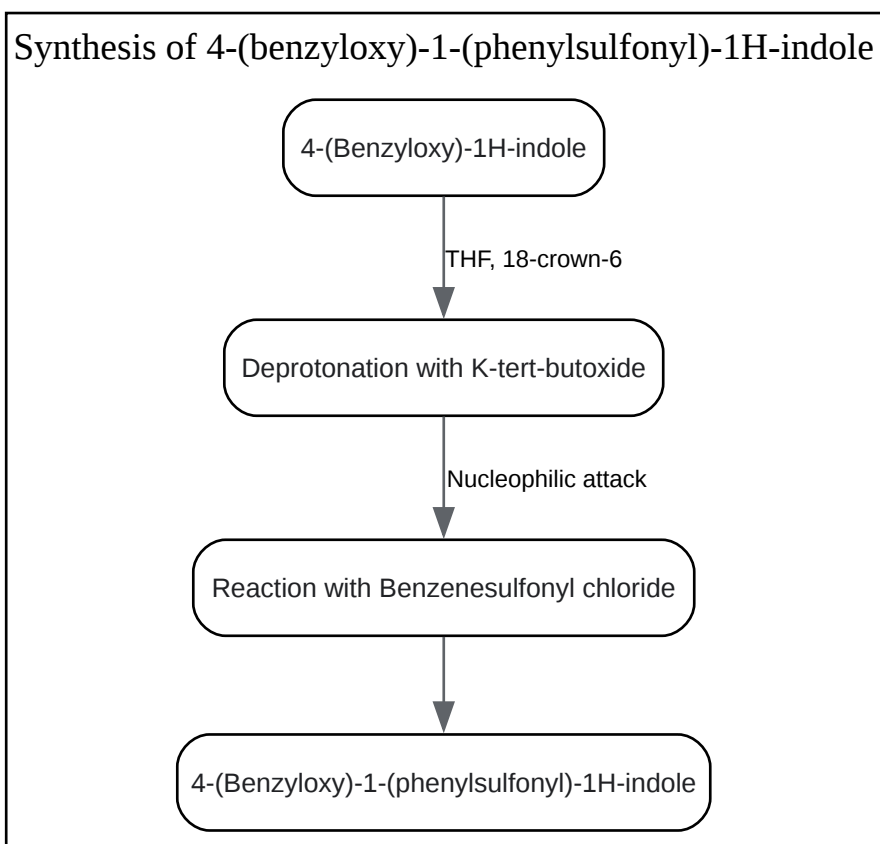 Synthesis of 4-(benzyloxy)-1-(phenylsulfonyl)-1H-indole
4-(Benzyloxy)-1H-indole
THF, 18-crown-6
Deprotonation with K-tert-butoxide
Nucleophilic attack
Reaction with Benzenesulfonyl chloride
4-(Benzyloxy)-1-(phenylsulfonyl)-1H-indole